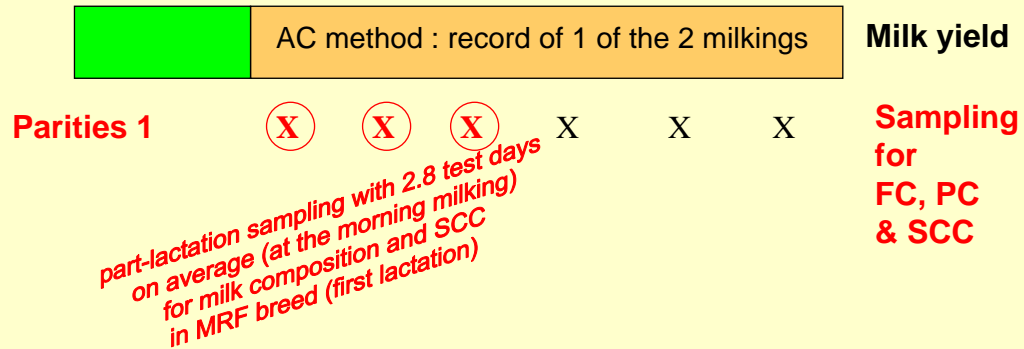 AC method : record of 1 of the 2 milkings
Milk yield
Parities 1
X X X X X X
Sampling
for
FC, PC
& SCC
part-lactation sampling with 2.8 test days
on average (at the morning milking)
for milk composition and SCC
in MRF breed (first lactation)